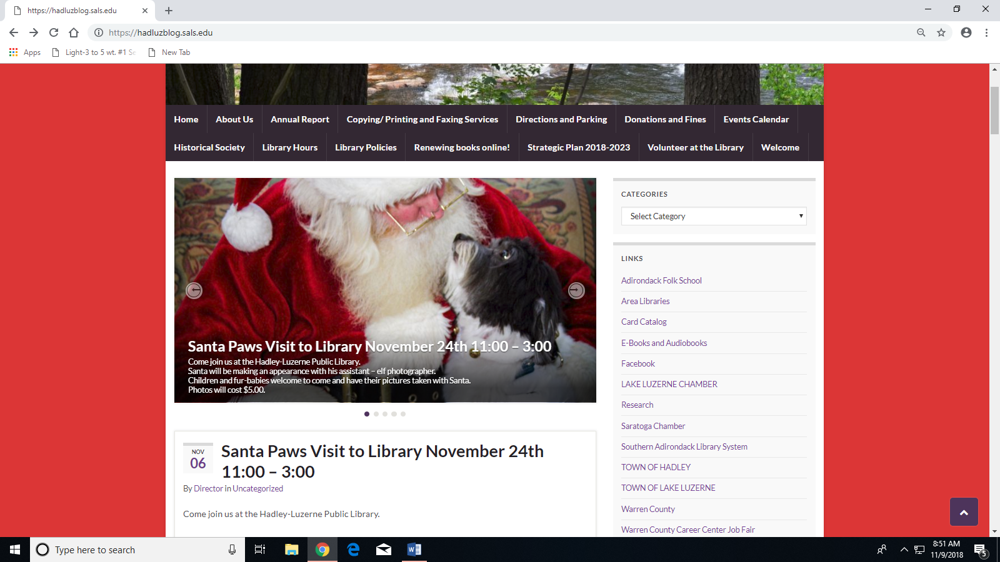 https://hadluzblog.sals.edu
https://hadluzblog.sals.edu
Apps
Light-3 to 5 wt. #1 Se
New Tab
Home
About Us
Annual Report
Copying/ Printing and Faxing Services
Directions and Parking
Donations and Fines
Events Calendar
Historical Society
Library Hours
Library Policies
Renewing books online!
Strategic Plan 2018-2023
Volunteer at the Library
Welcome
Santa Paws Visit to Library November 24th 11:00 – 3:00
Come join us at the Hadley-Luzerne Public Library.
Santa will be making an appearance with his assistant – elf photographer.
Children and fur-babies welcome to come and have their pictures taken with Santa.
Photos will cost $5.00.
NOV
06
Santa Paws Visit to Library November 24th
11:00 – 3:00
By Director in Uncategorized
Come join us at the Hadley-Luzerne Public Library.
CATEGORIES
Select Category
LINKS
Adirondack Folk School
Area Libraries
Card Catalog
E-Books and Audiobooks
Facebook
LAKE LUZERNE CHAMBER
Research
Saratoga Chamber
Southern Adirondack Library System
TOWN OF HADLEY
TOWN OF LAKE LUZERNE
Warren County
Warren County Career Center Job Fair
Type here to search
8:51 AM
11/9/2018
5